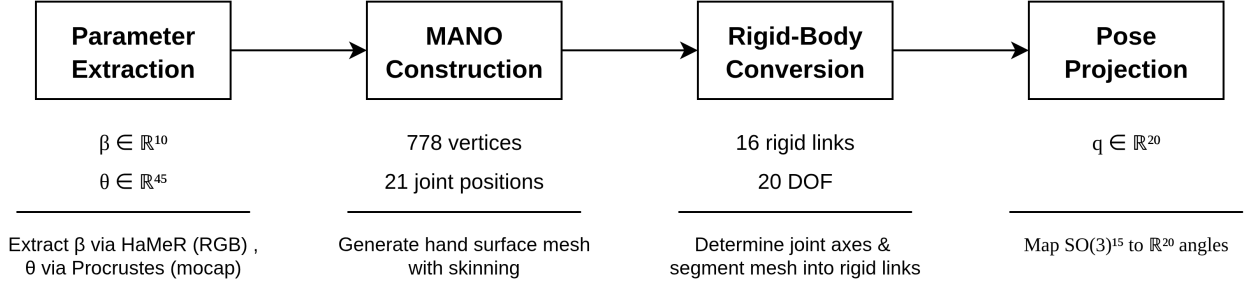 Parameter
Extraction
MANO
Construction
Rigid-Body
Conversion
Pose
Projection
β ∈ ℝ¹⁰
θ ∈ ℝ⁴⁵
778 vertices
21 joint positions
16 rigid links
20 DOF
q ∈ ℝ²⁰
Extract β via HaMeR (RGB) ,
θ via Procrustes (mocap)
Generate hand surface mesh
with skinning
Determine joint axes &
segment mesh into rigid links
Map SO(3)¹⁵ to ℝ²⁰ angles